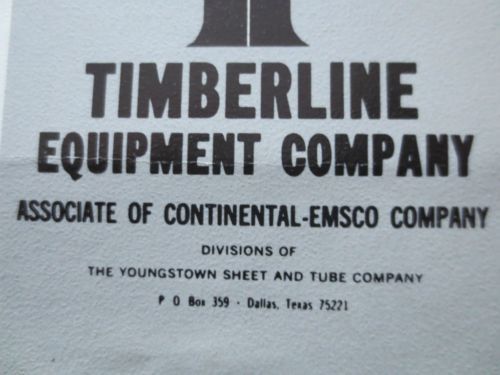 TIMBERLINE
EQUIPMENT COMPANY
ASSOCIATE OF CONTINENTAL-EMSCO COMPANY
DIVISIONS OF
THE YOUNGSTOWN SHEET AND TUBE COMPANY
P O Box 359 · Dallas, Texas 75221